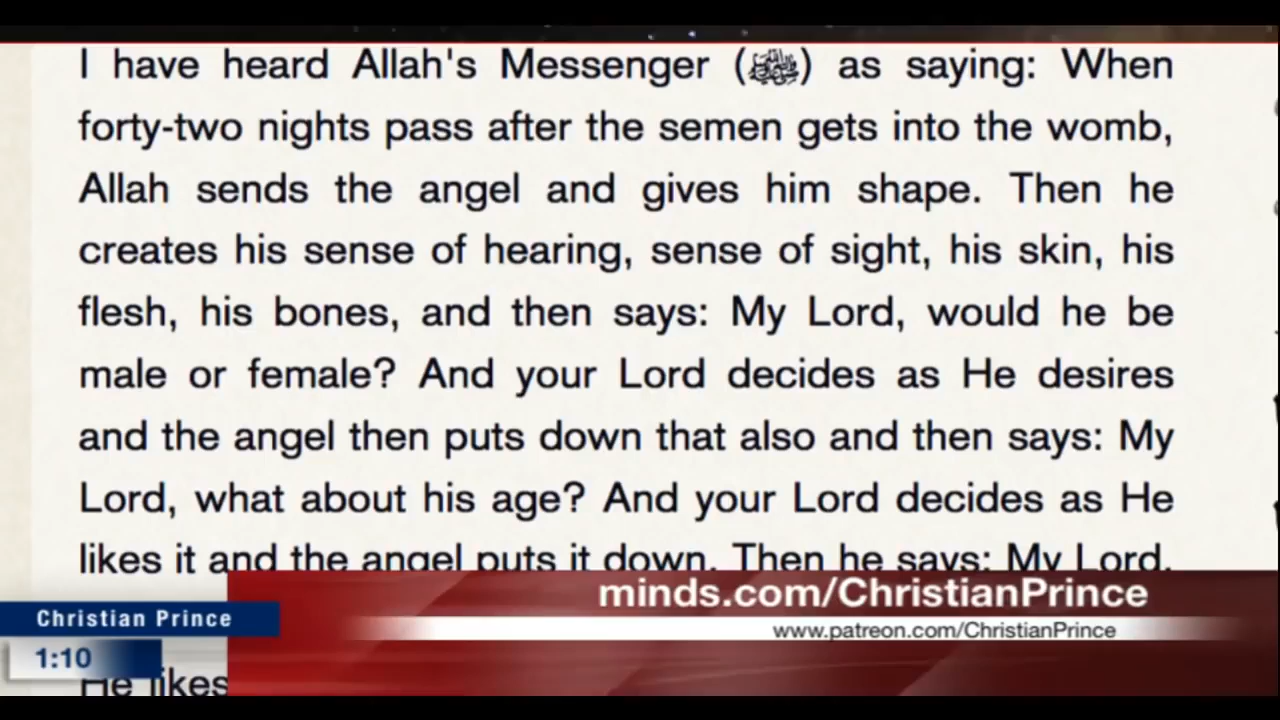 I have heard Allah's Messenger (ﷺ) as saying: When
forty-two nights pass after the semen gets into the womb,
Allah sends the angel and gives him shape. Then he
creates his sense of hearing, sense of sight, his skin, his
flesh, his bones, and then says: My Lord, would he be
male or female? And your Lord decides as He desires
and the angel then puts down that also and then says: My
Lord, what about his age? And your Lord decides as He
likes it and the angel puts it down. Then he says: My Lord,
minds.com/ChristianPrince
Christian Prince
www.patreon.com/ChristianPrince
1:10
He likes